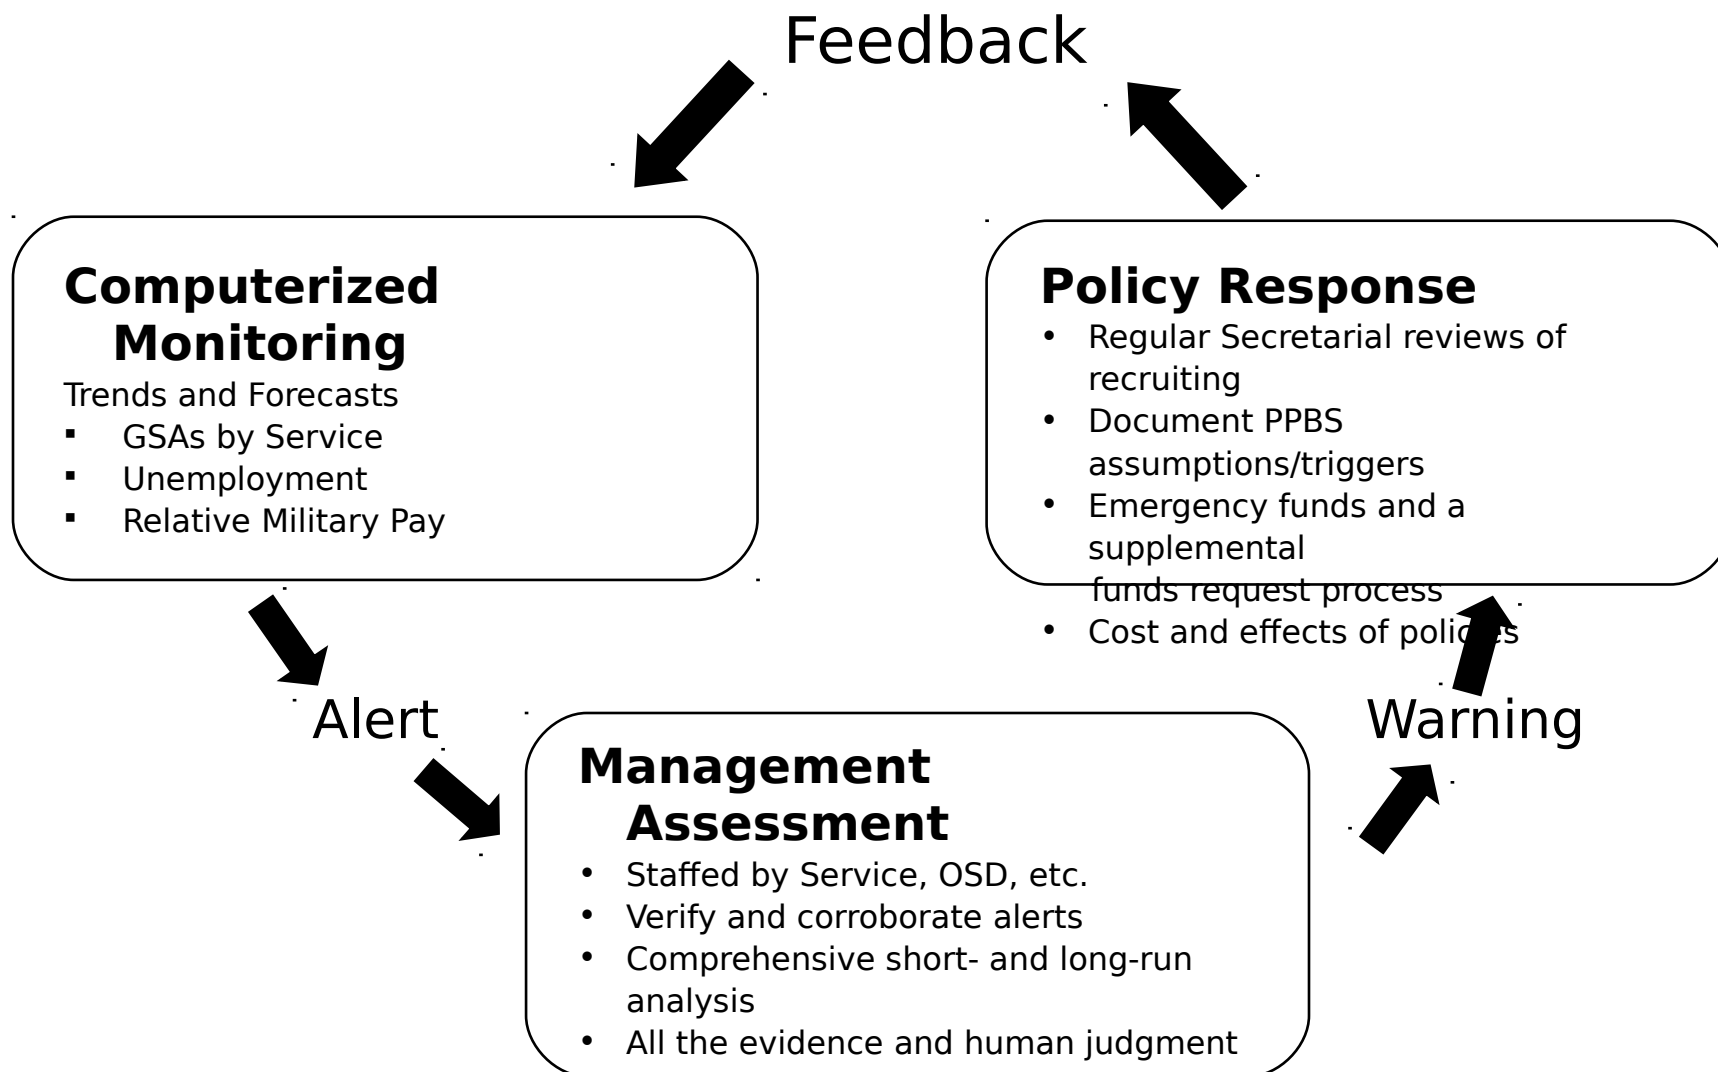 Feedback
Computerized
Monitoring
Trends and Forecasts
▪ GSAs by Service
▪ Unemployment
▪ Relative Military Pay
Policy Response
• Regular Secretarial reviews of
recruiting
• Document PPBS
assumptions/triggers
• Emergency funds and a
supplemental
funds request process
• Cost and effects of policies
Alert
Warning
Management
Assessment
• Staffed by Service, OSD, etc.
• Verify and corroborate alerts
• Comprehensive short- and long-run
analysis
• All the evidence and human judgment